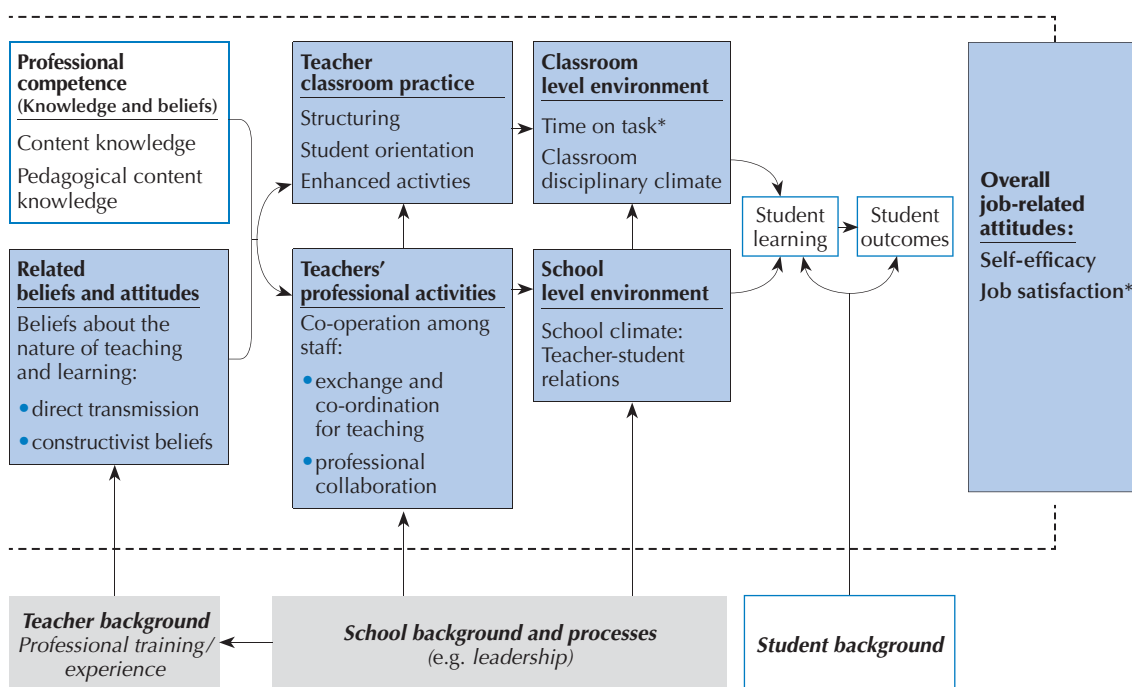 Professional
competence
(Knowledge and beliefs)
Content knowledge
Pedagogical content
knowledge
Related
beliefs and attitudes
Beliefs about the
nature of teaching
and learning:
• direct transmission
• constructivist beliefs
Teacher
classroom practice
Structuring
Student orientation
Enhanced activties
Teachers'
professional activities
Co-operation among
staff:
• exchange and
co-ordination
for teaching
• professional
collaboration
Classroom
level environment
Time on task*
Classroom
disciplinary climate
School
level environment
School climate:
Teacher-student
relations
Student
learning
Student
outcomes
Overall
job-related
attitudes:
Self-efficacy
Job satisfaction*
Teacher background
Professional training/
experience
School background and processes
(e.g. leadership)
Student background